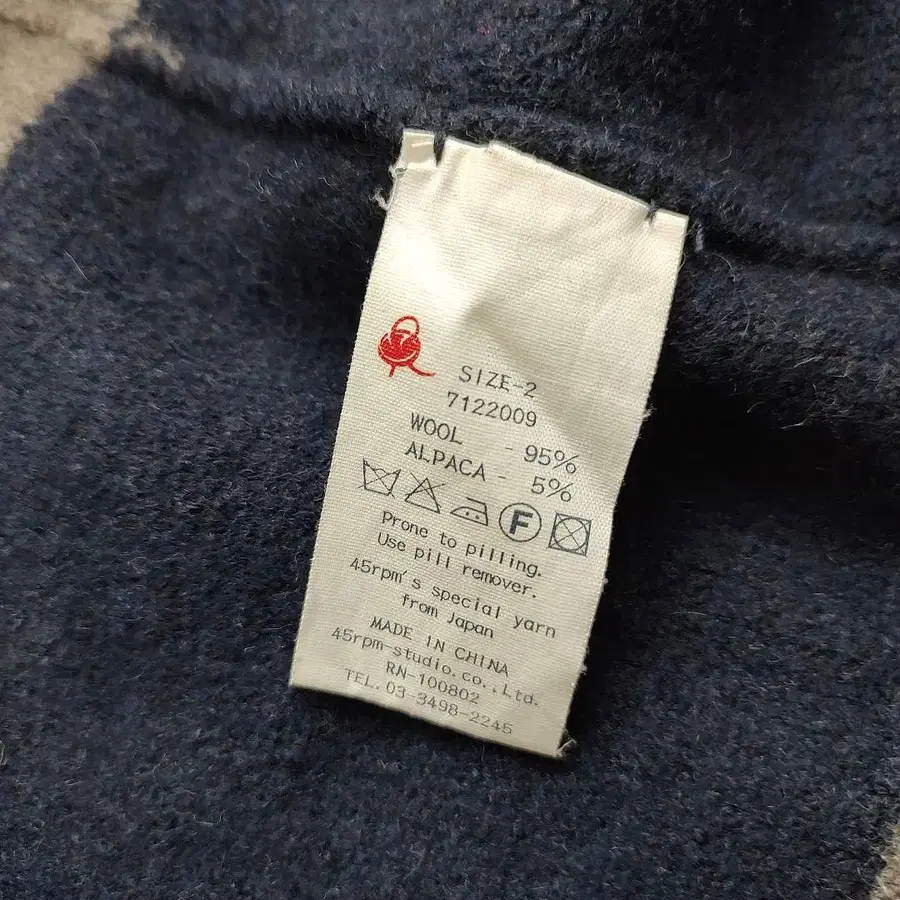 SIZE-2
7122009
WOOL - 95%
ALPACA - 5%
F
Prone to pilling.
Use pill remover.
45rpm's special yarn
from Japan
MADE IN CHINA
45rpm-studio.co.,Ltd.
RN-100802
TEL.03-3498-2245